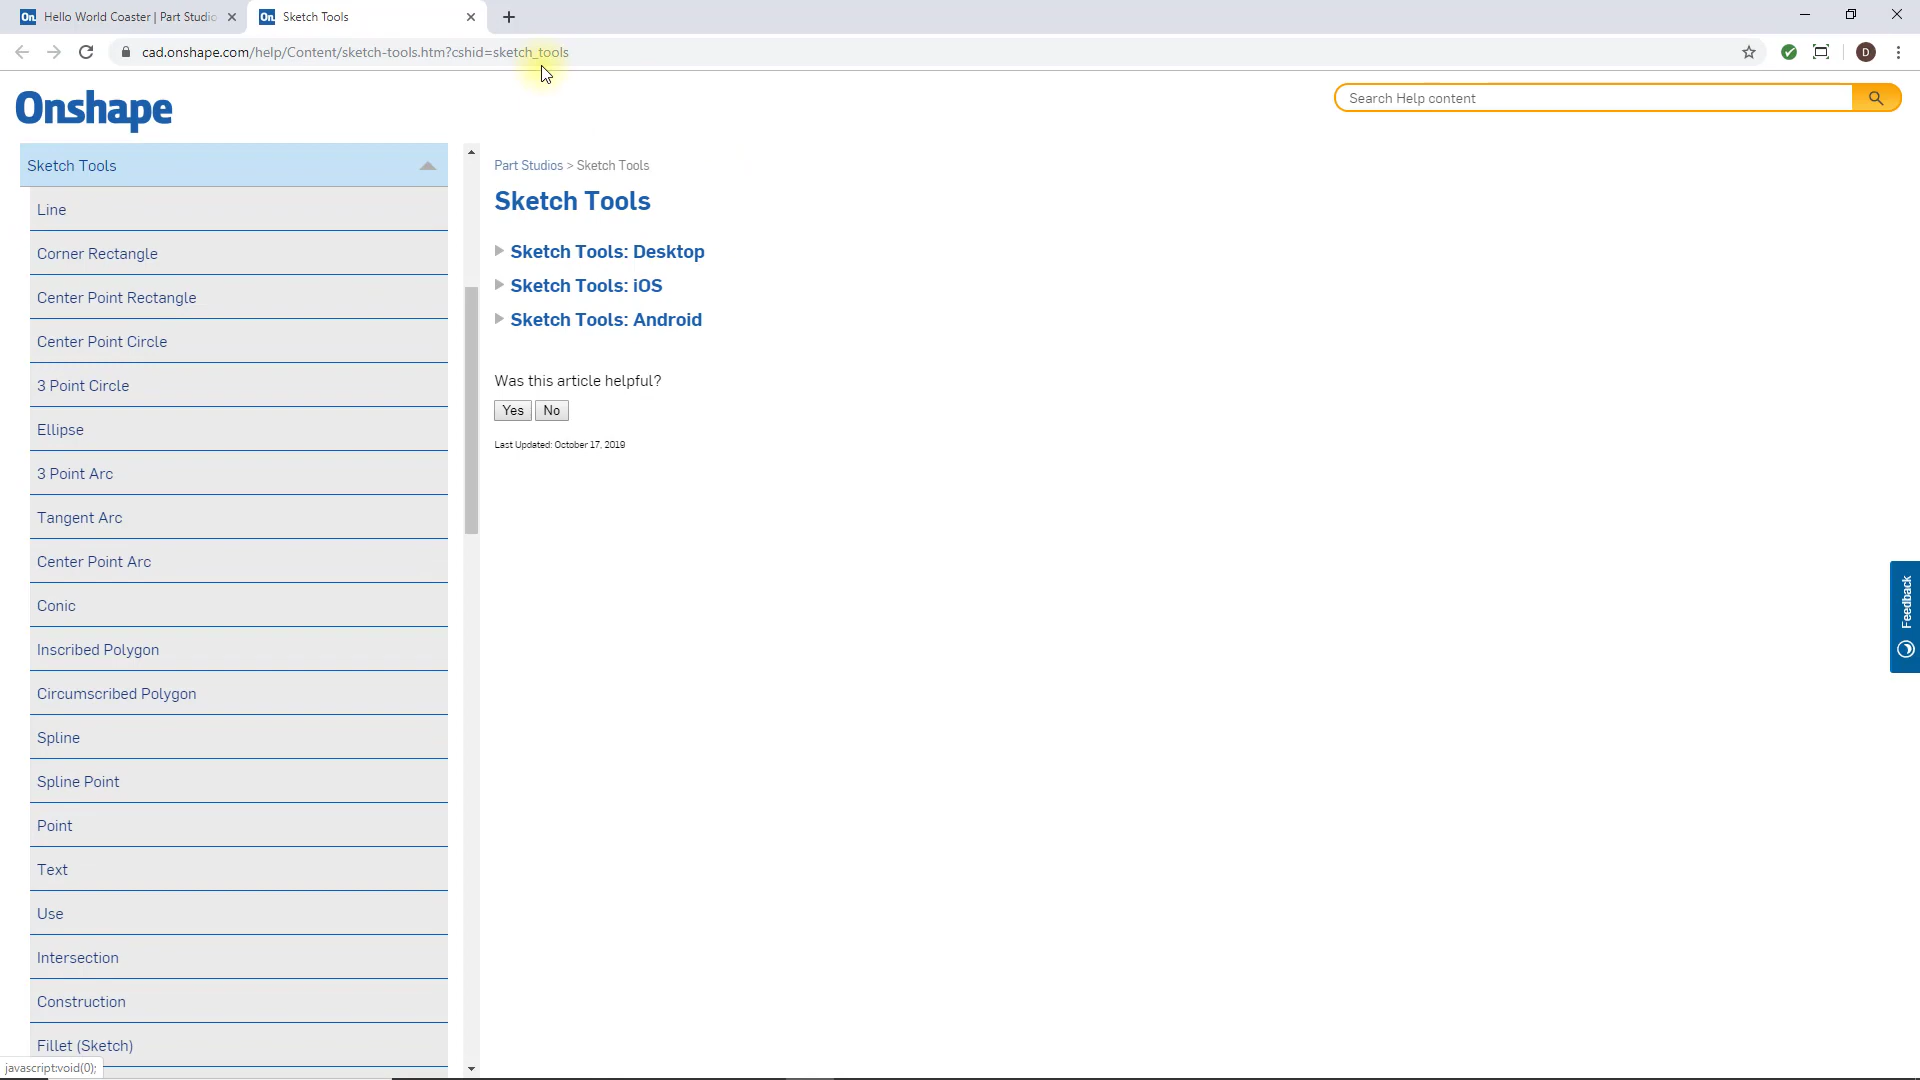 On. Hello World Coaster | Part Studio
On. Sketch Tools
cad.onshape.com/help/Content/sketch-tools.htm?cshid=sketch_tools
D
Onshape
Search Help content
Sketch Tools
Line
Corner Rectangle
Center Point Rectangle
Center Point Circle
3 Point Circle
Ellipse
3 Point Arc
Tangent Arc
Center Point Arc
Conic
Inscribed Polygon
Circumscribed Polygon
Spline
Spline Point
Point
Text
Use
Intersection
Construction
Fillet (Sketch)
Part Studios > Sketch Tools
Sketch Tools
Sketch Tools: Desktop
Sketch Tools: iOS
Sketch Tools: Android
Was this article helpful?
Yes No
Last Updated: October 17, 2019
Feedback
javascript:void(0);